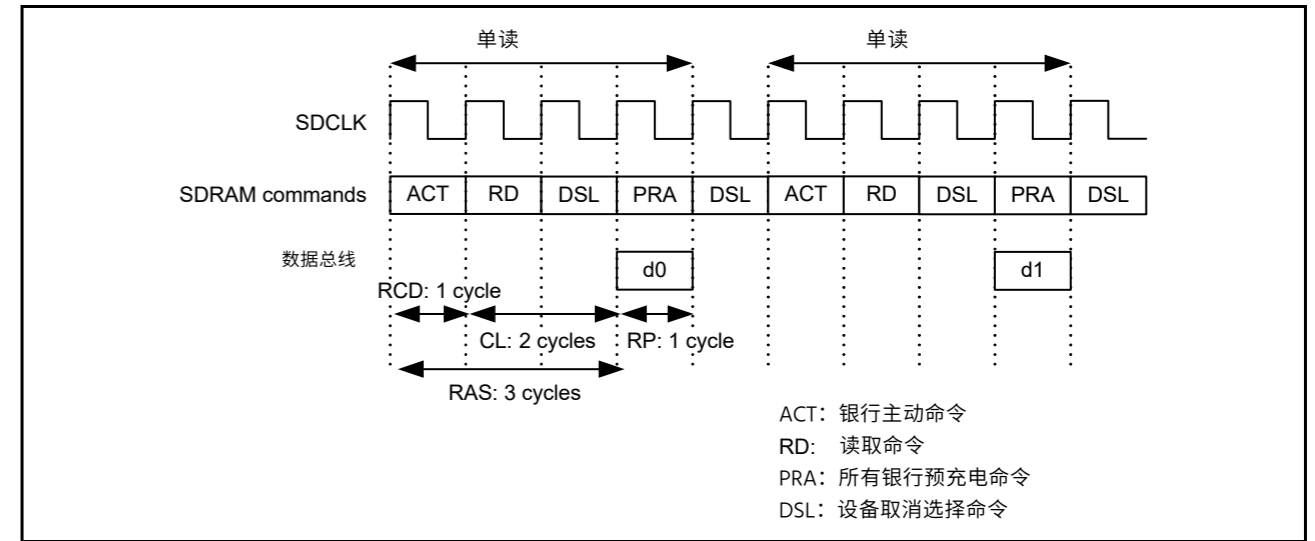 单读 单读
SDCLK
SDRAM commands ACT RD DSL PRA DSL ACT RD DSL PRA DSL
数据总线 d0 d1
RCD: 1 cycle
CL: 2 cycles RP: 1 cycle
RAS: 3 cycles
ACT：银行主动命令
RD: 读取命令
PRA：所有银行预充电命令
DSL：设备取消选择命令